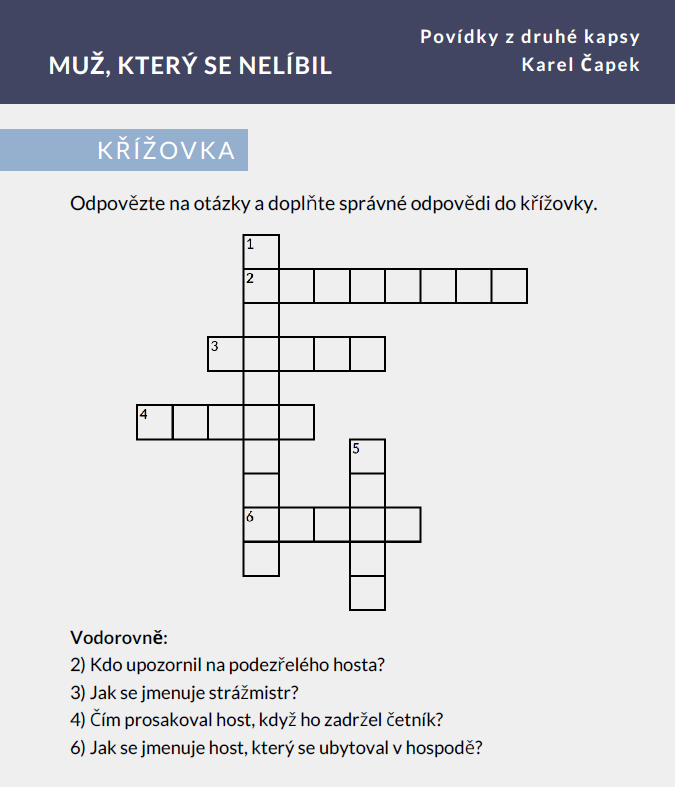 Povídky z druhé kapsy
MUŽ, KTERÝ SE NELÍBIL
Karel Čapek
KŘÍŽOVKA
Odpovězte na otázky a doplňte správné odpovědi do křížovky.
1
2
3
4
5
6
Vodorovně:
2) Kdo upozornil na podezřelého hosta?
3) Jak se jmenuje strážmistr?
4) Čím prosakoval host, když ho zadržel četník?
6) Jak se jmenuje host, který se ubytoval v hospodě?